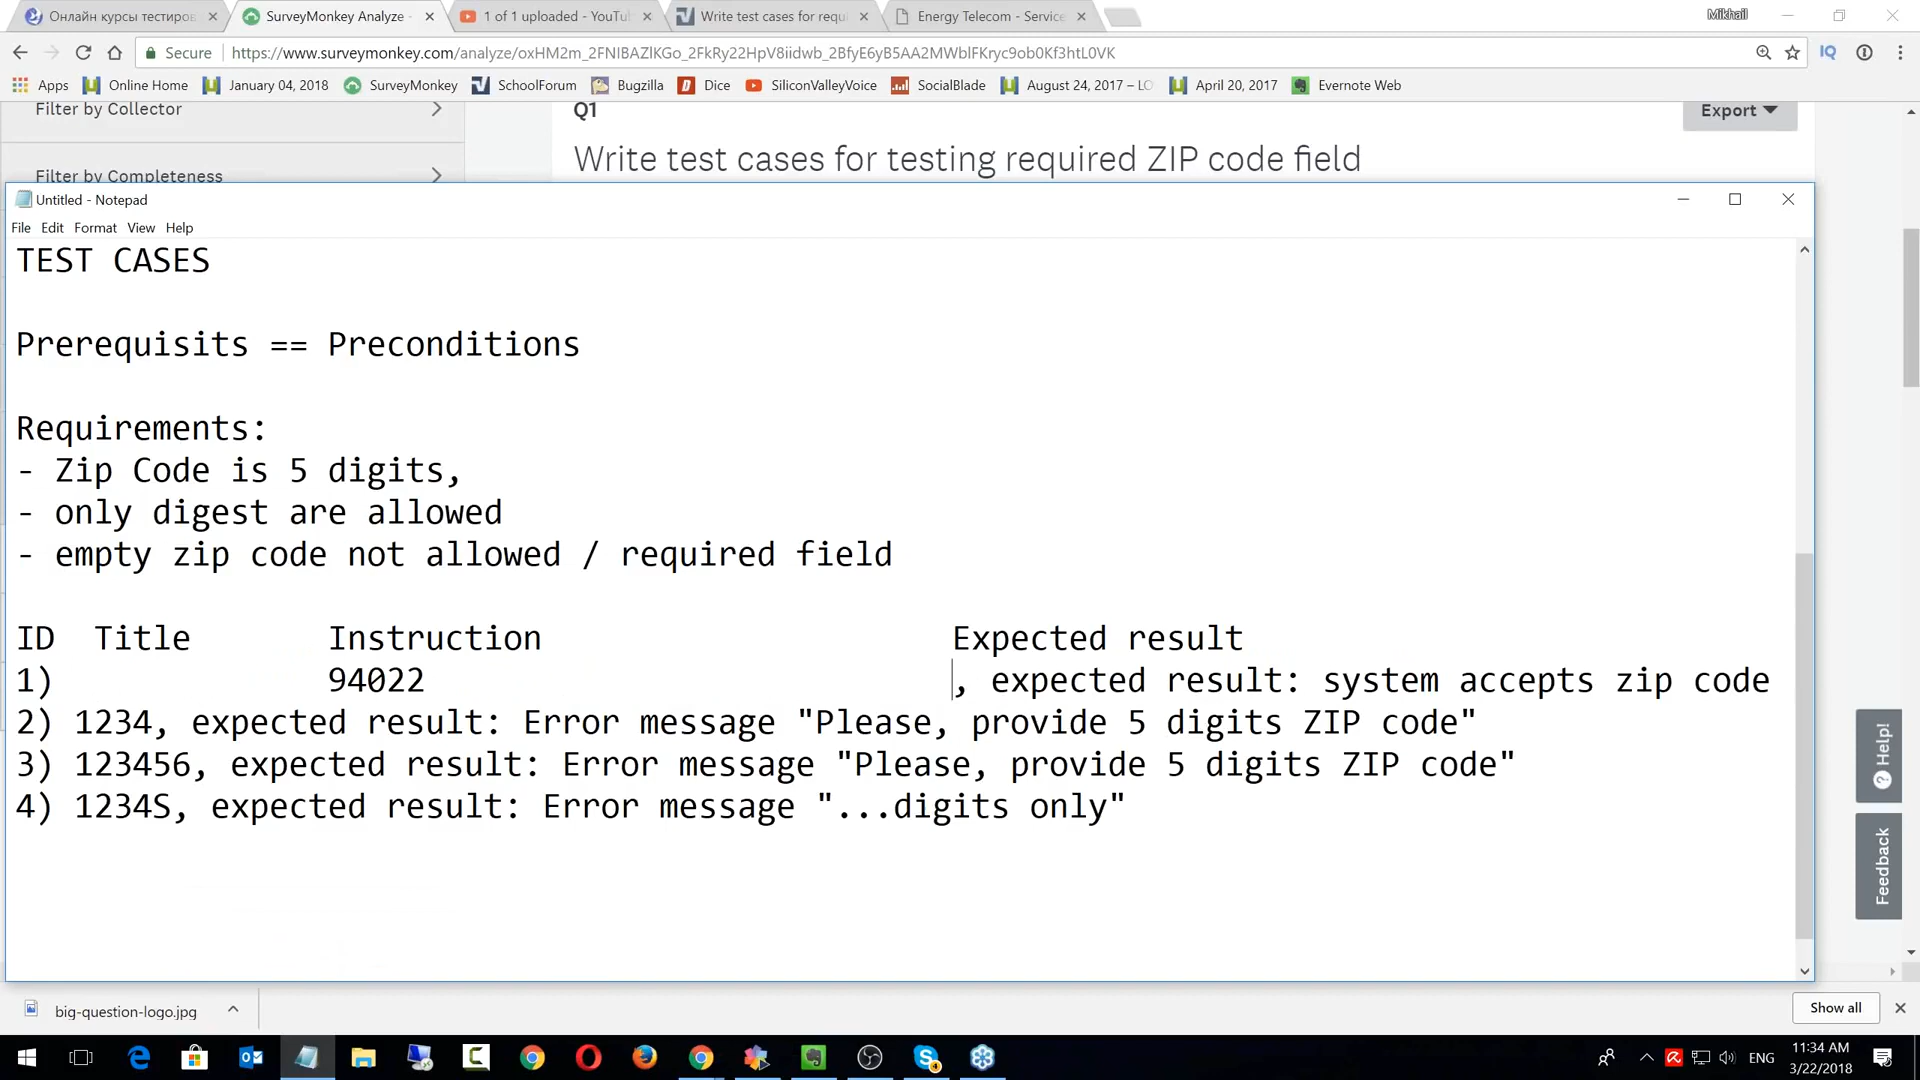 Онлайн курсы тестиров
SurveyMonkey Analyze -
1 of 1 uploaded - YouTu
Write test cases for requ
Energy Telecom - Service
Mikhail
Secure
https://www.surveymonkey.com/analyze/oxHM2m_2FNIBAZlKGo_2FkRy22HpV8iidwb_2BfyE6yB5AA2MWblFKryc9ob0Kf3htL0VK
Apps
Online Home
January 04, 2018
SurveyMonkey
SchoolForum
Bugzilla
Dice
SiliconValleyVoice
SocialBlade
August 24, 2017 – LO
April 20, 2017
Evernote Web
Filter by Collector
Q1
Export
Write test cases for testing required ZIP code field
Filter by Completeness
Untitled - Notepad
File Edit Format View Help
TEST CASES
Prerequisits == Preconditions
Requirements:
- Zip Code is 5 digits,
- only digest are allowed
- empty zip code not allowed / required field
ID Title Instruction Expected result
1) 94022 , expected result: system accepts zip code
2) 1234, expected result: Error message "Please, provide 5 digits ZIP code"
3) 123456, expected result: Error message "Please, provide 5 digits ZIP code"
4) 1234S, expected result: Error message "...digits only"
Help!
Feedback
big-question-logo.jpg
Show all
ENG
11:34 AM
3/22/2018